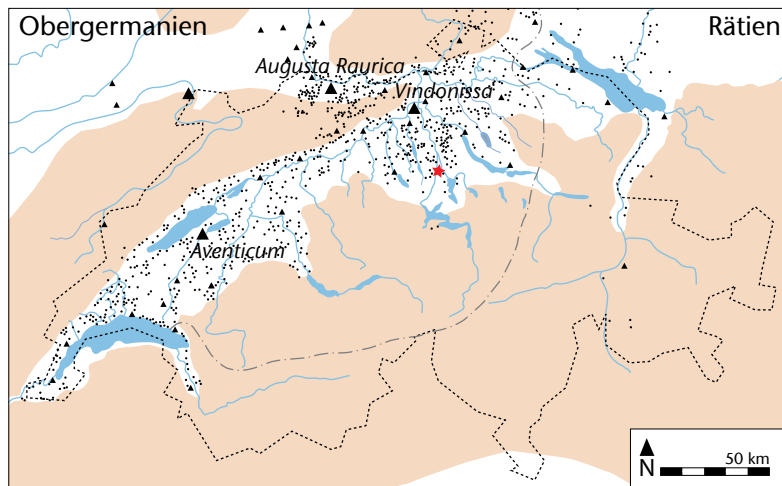 Obergermanien
Rätien
Augusta Raurica
Vindonissa
Aventicum
N
50 km